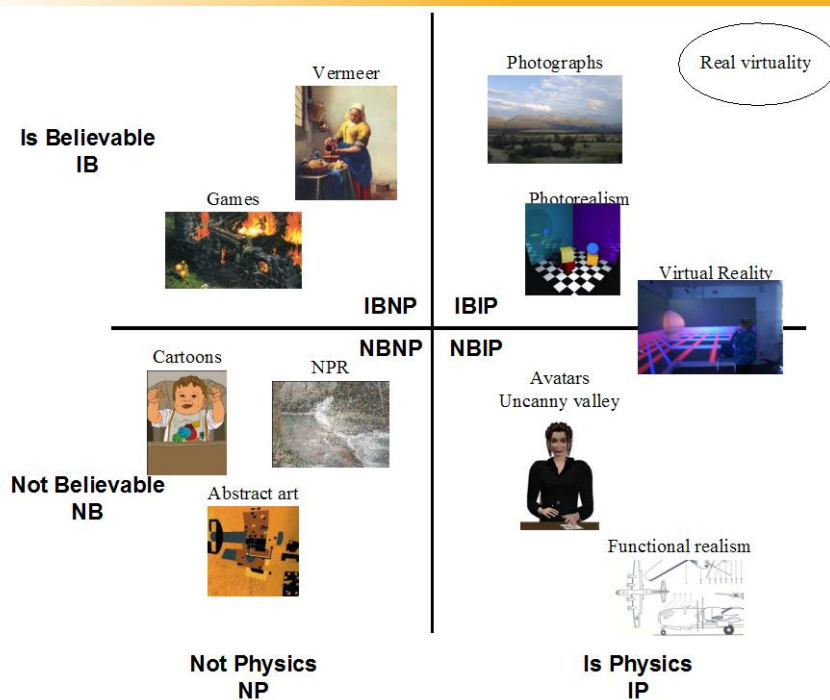 Vermeer
Photographs
Real virtuality
Is Believable
IB
Games
Photorealism
Virtual Reality
IBNP
IBIP
NBNP
NBIP
Cartoons
NPR
Avatars
Uncanny valley
Not Believable
NB
Abstract art
Functional realism
Not Physics
NP
Is Physics
IP